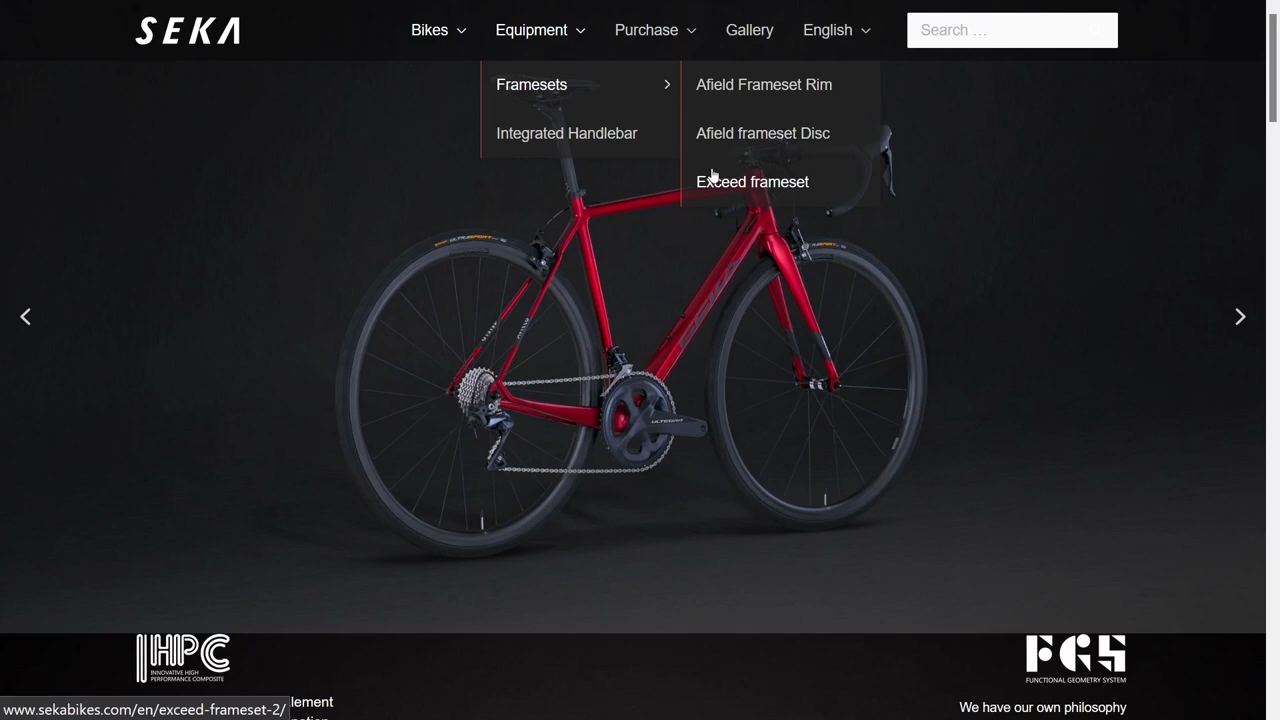 SEKA
Bikes
Equipment
Purchase
Gallery
English
Search …
Framesets
Integrated Handlebar
Afield Frameset Rim
Afield frameset Disc
Exceed frameset
SEKA
ULTEGRA
IHPC
INNOVATIVE HIGH
PERFORMANCE COMPOSITE
FGS
FUNCTIONAL GEOMETRY SYSTEM
lement
We have our own philosophy
www.sekabikes.com/en/exceed-frameset-2/